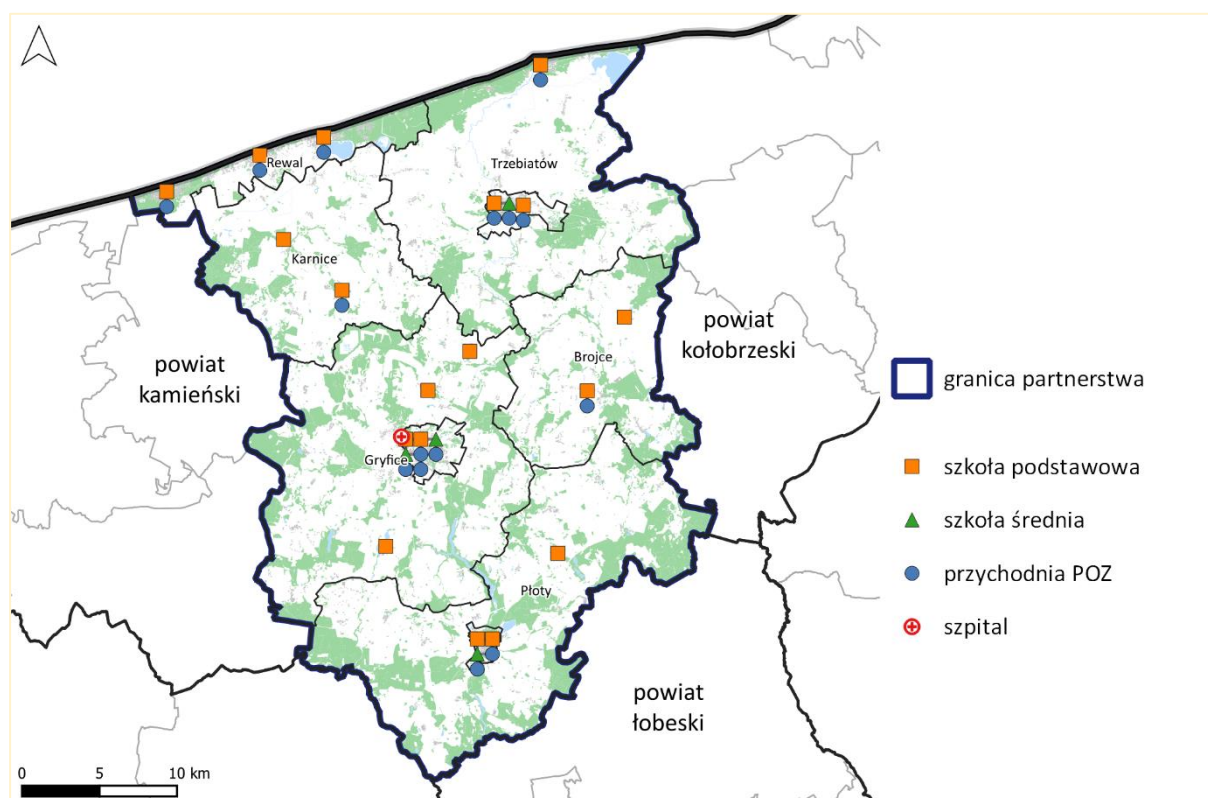 Rewal
Trzebiatów
Karnice
powiat
kamieński
Brojce
powiat
kołobrzeski
Gryfice
Płoty
powiat
łobeski
granica partnerstwa
szkoła podstawowa
szkoła średnia
przychodnia POZ
szpital
0 5 10 km